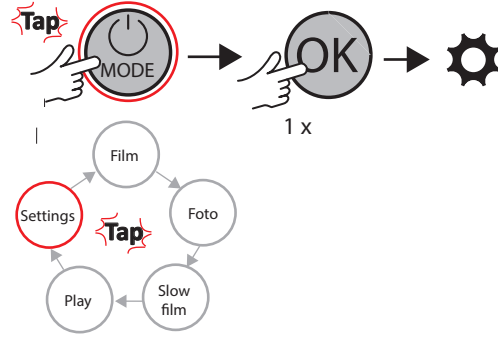 Tap
MODE
OK
1 x
Film
Settings
Tap
Foto
Play
Slow
film